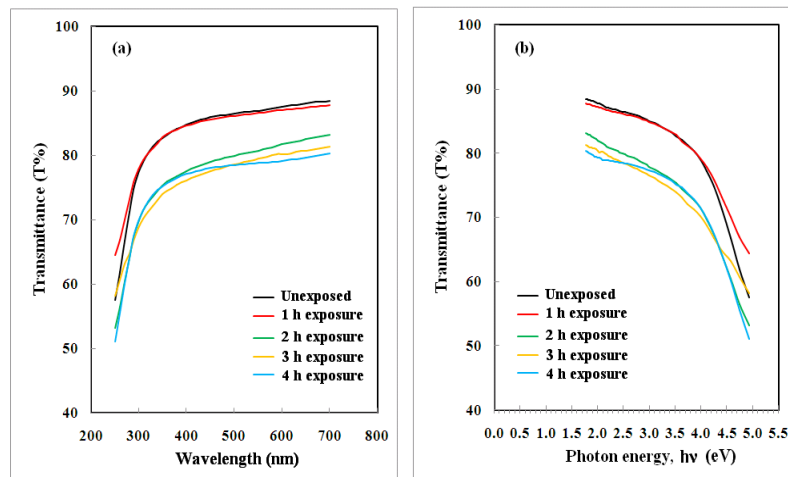 (a)
100
90
80
70
60
50
40
200 300 400 500 600 700 800
Transmittance (T%)
Wavelength (nm)
Unexposed
1 h exposure
2 h exposure
3 h exposure
4 h exposure
(b)
100
90
80
70
60
50
40
0.0 0.5 1.0 1.5 2.0 2.5 3.0 3.5 4.0 4.5 5.0 5.5
Transmittance (T%)
Photon energy, hν (eV)
Unexposed
1 h exposure
2 h exposure
3 h exposure
4 h exposure